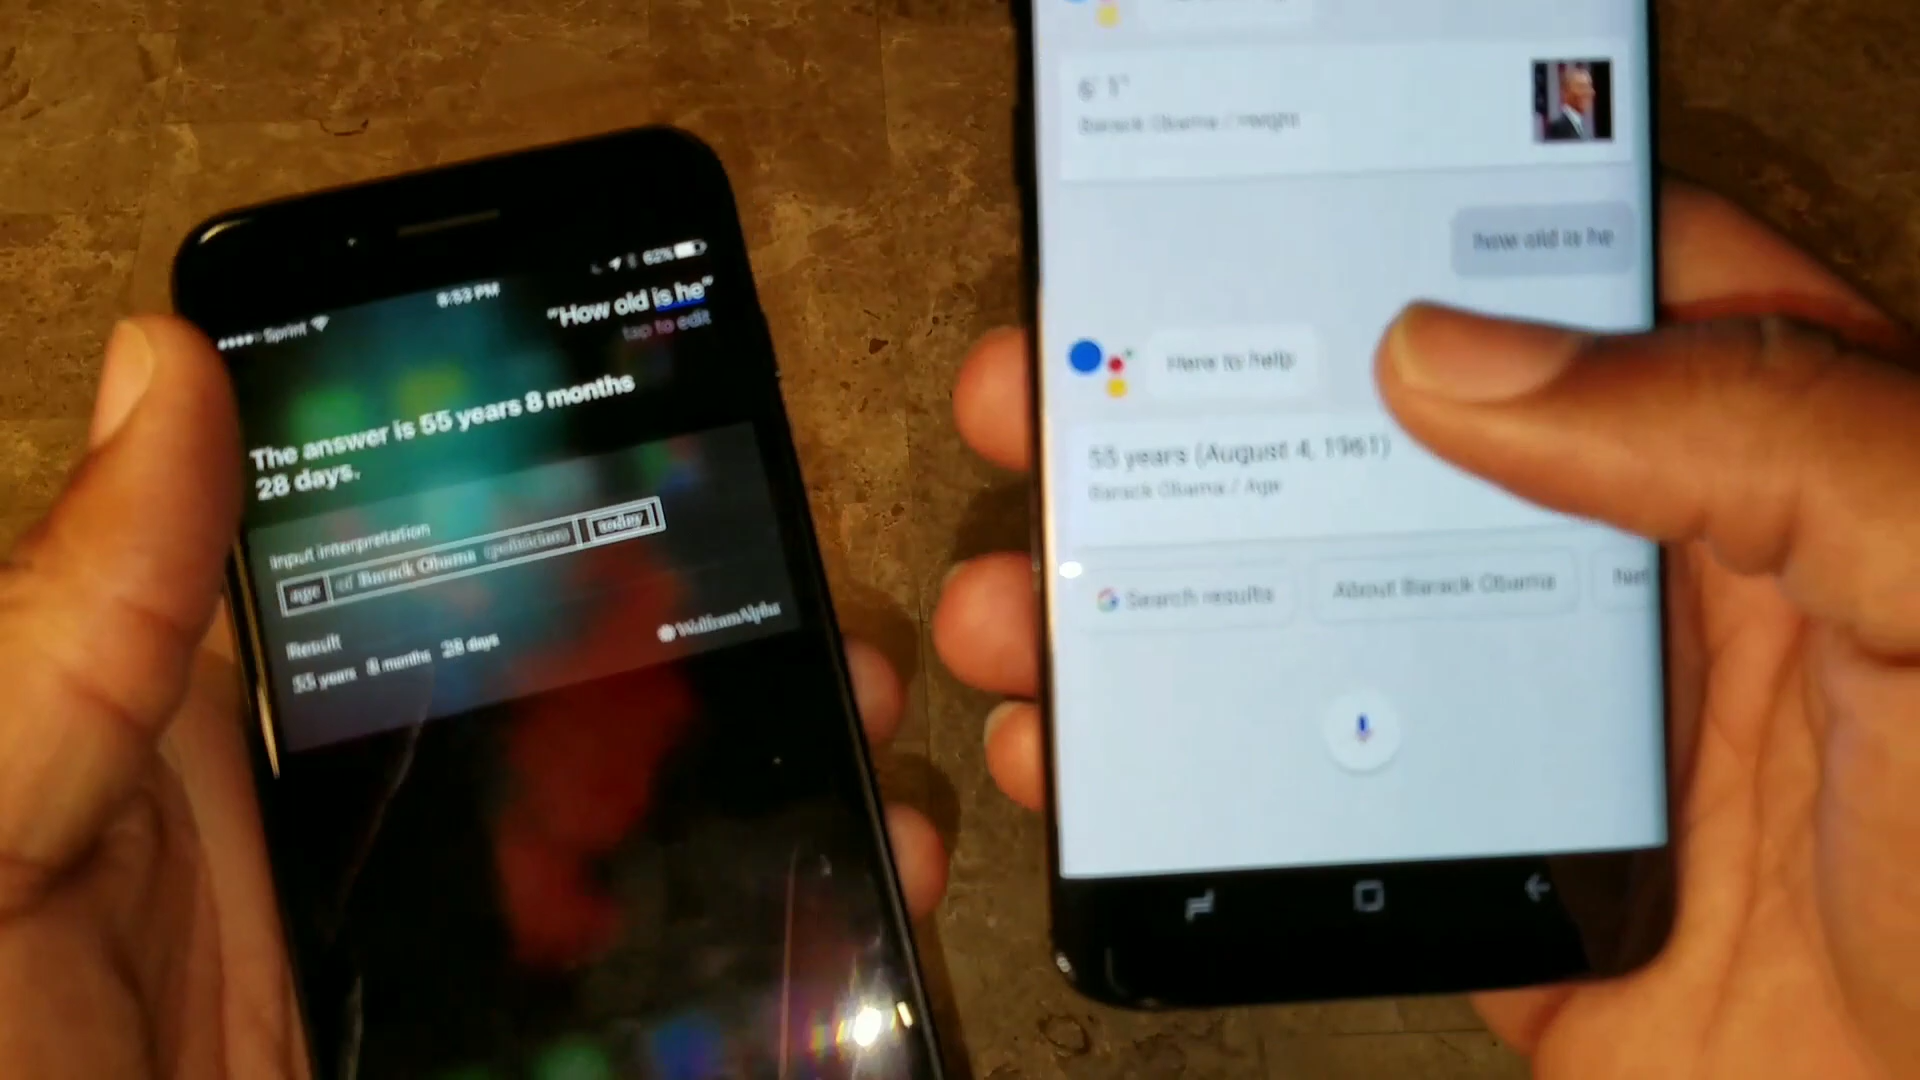 Sprint
8:53 PM
62%
"How old is he"
tap to edit
The answer is 55 years 8 months
28 days.
Input interpretation
age of Barack Obama (politician) today
Result
55 years 8 months 28 days
WolframAlpha
6' 1"
Barack Obama / Height
how old is he
Here to help
55 years (August 4, 1961)
Barack Obama / Age
Search results
About Barack Obama